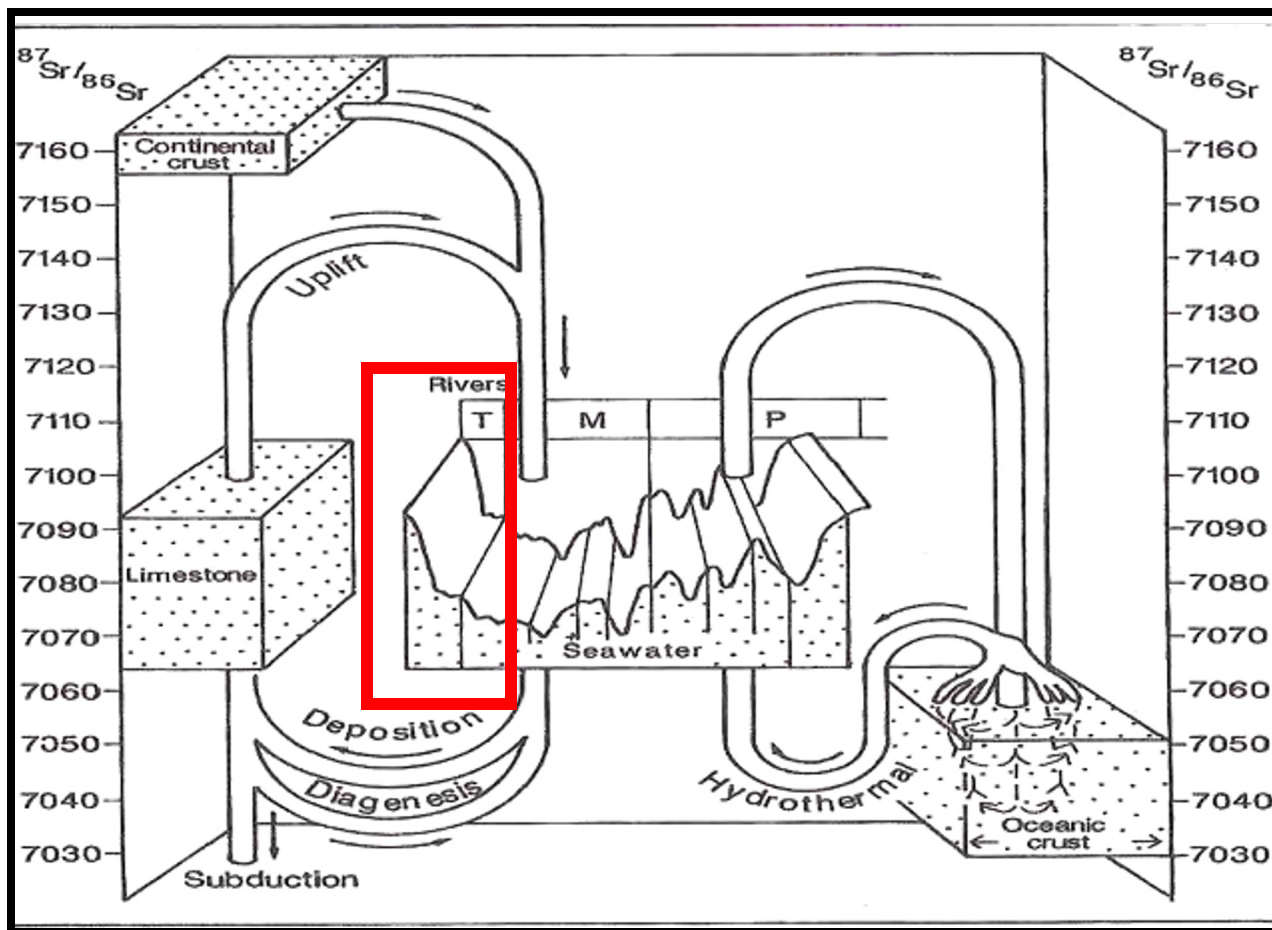 87Sr/86Sr
87Sr/86Sr
Continental
crust
7160
7150
7140
7130
7120
7110
7100
7090
7080
7070
7060
7050
7040
7030
7160
7150
7140
7130
7120
7110
7100
7090
7080
7070
7060
7050
7040
7030
Uplift
Rivers
T
M
P
Limestone
Seawater
Deposition
Diagenesis
Subduction
Hydrothermal
Oceanic
crust